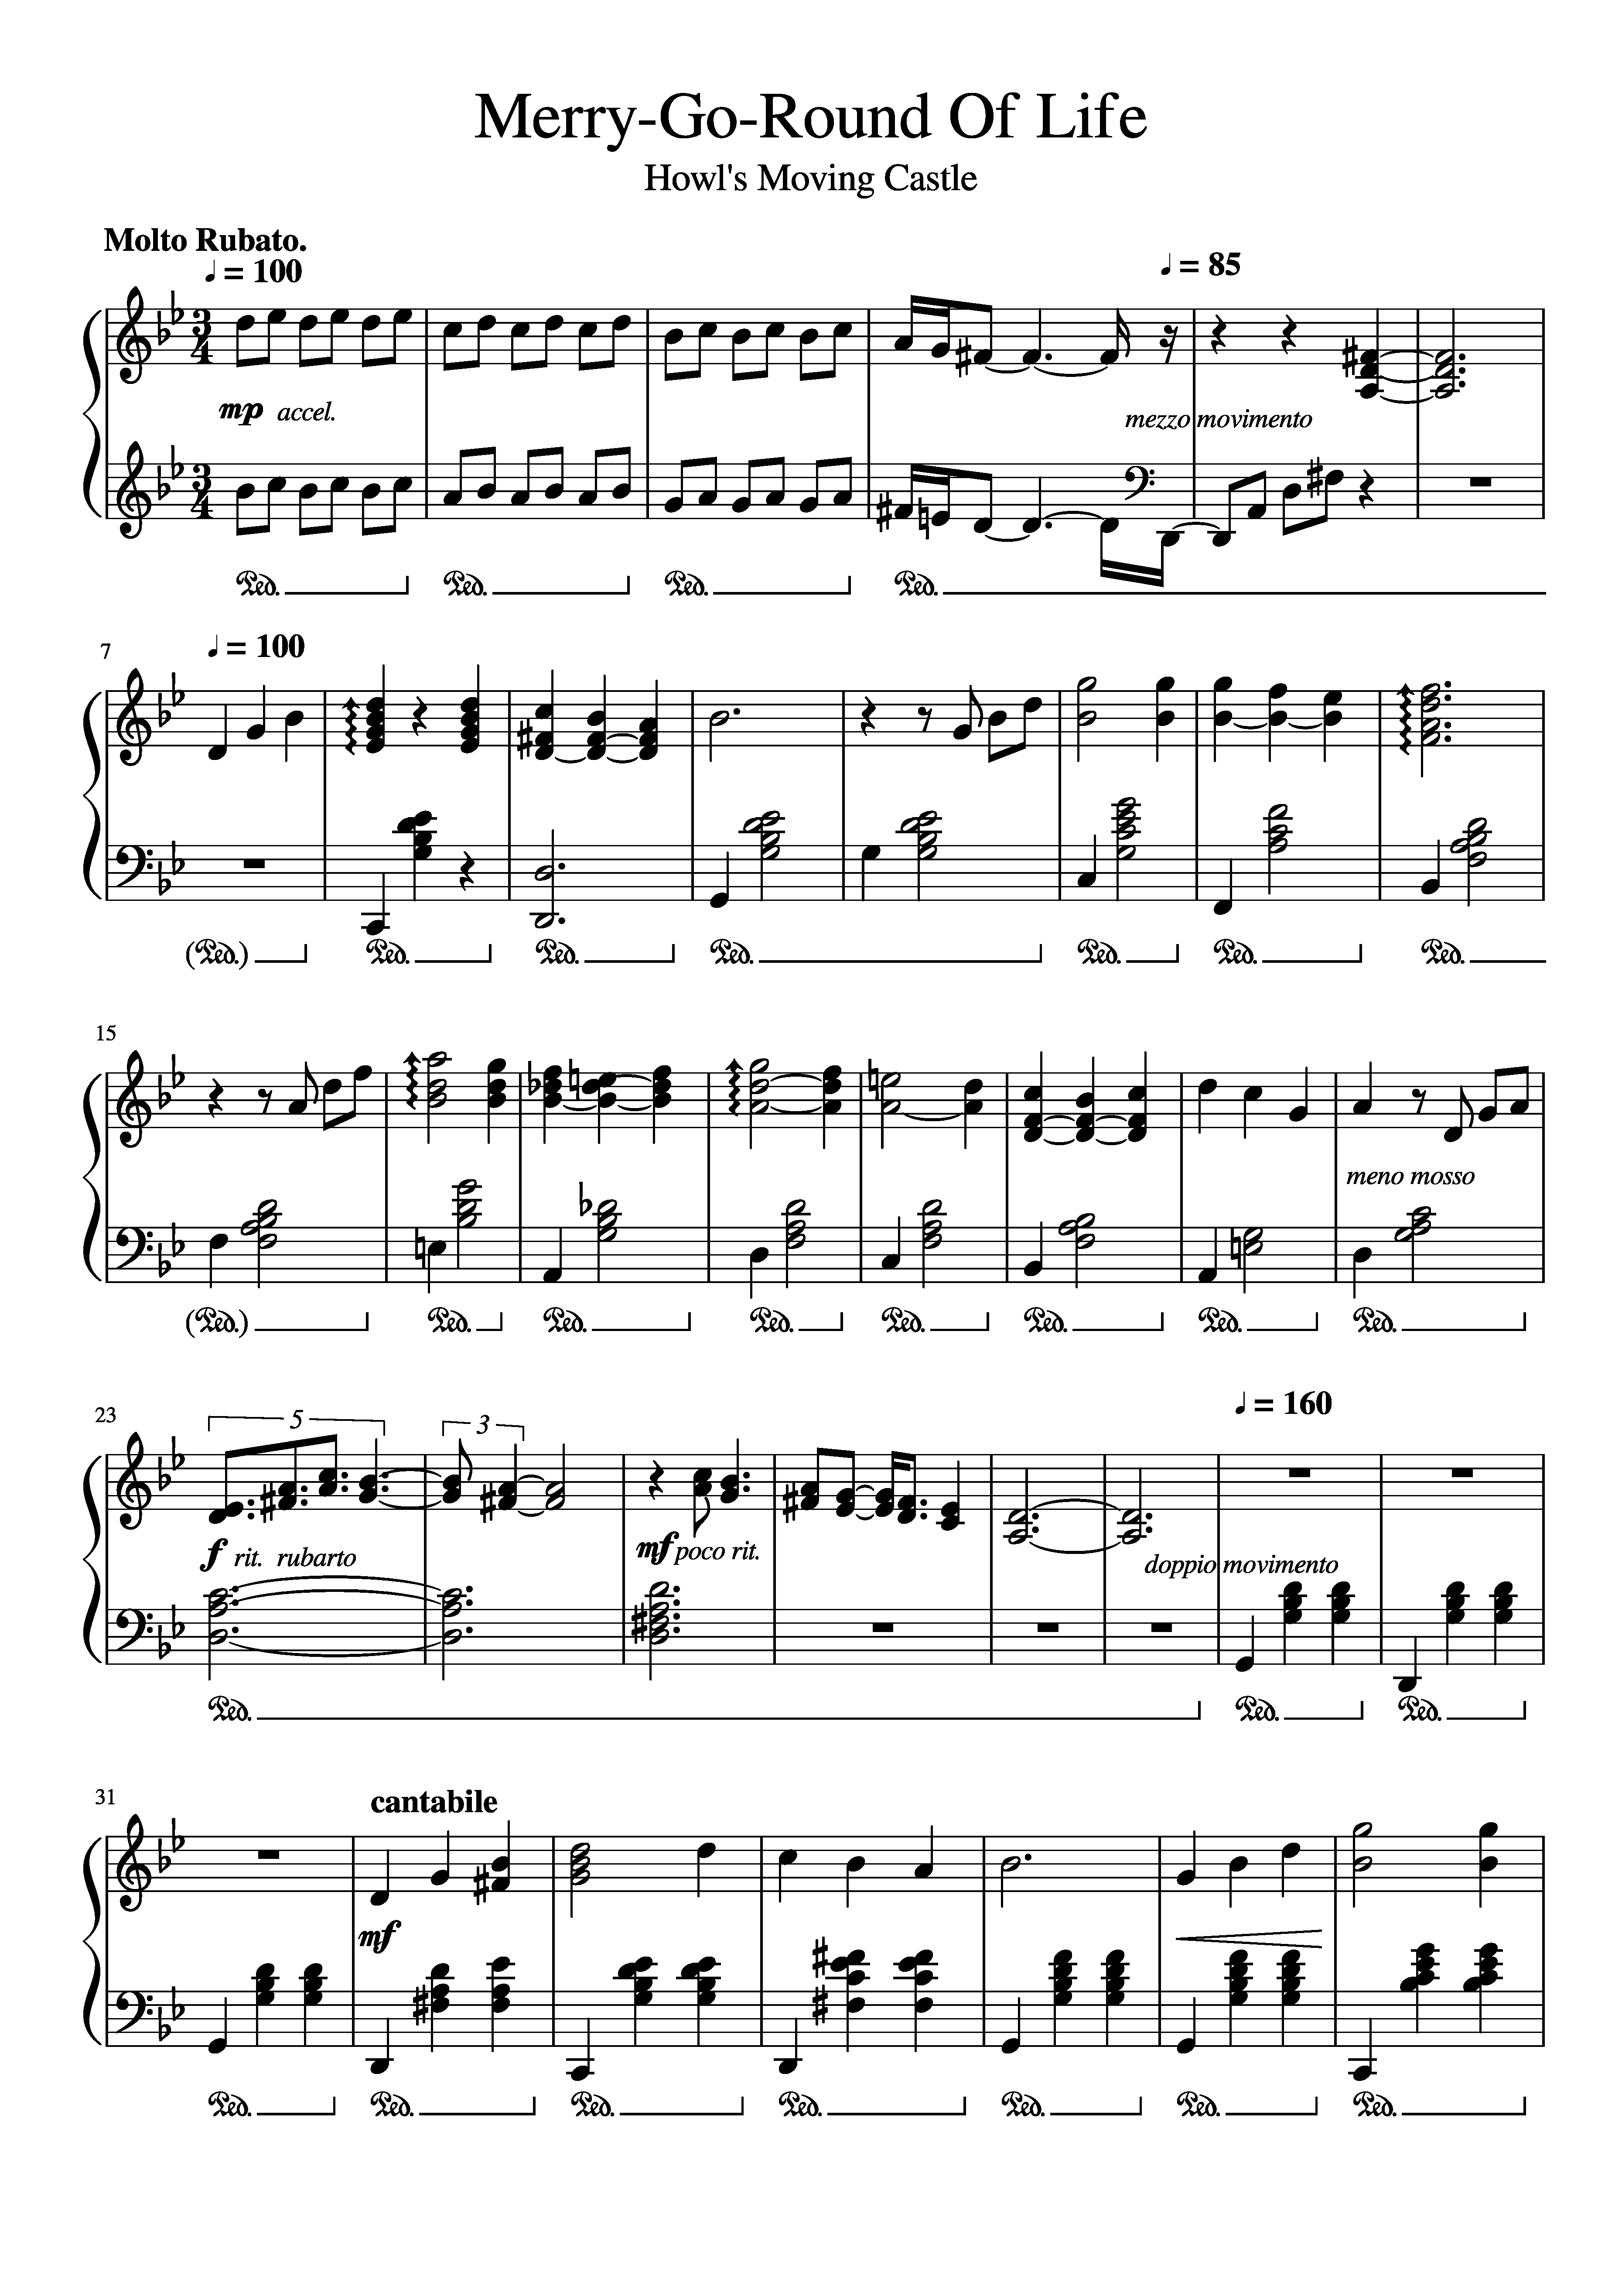 Merry-Go-Round Of Life
Howl's Moving Castle
Molto Rubato.
♩ = 100
♩ = 85
3
4
mp accel.
mezzo movimento
3
4
Ped. Ped. Ped. Ped.
7
♩ = 100
(Ped.) Ped. Ped. Ped. Ped. Ped. Ped.
15
meno mosso
(Ped.) Ped. Ped. Ped. Ped. Ped. Ped. Ped.
23
5
3
♩ = 160
f rit. rubarto
mf poco rit.
doppio movimento
Ped. Ped. Ped.
31
cantabile
mf
Ped. Ped. Ped. Ped. Ped. Ped. Ped.